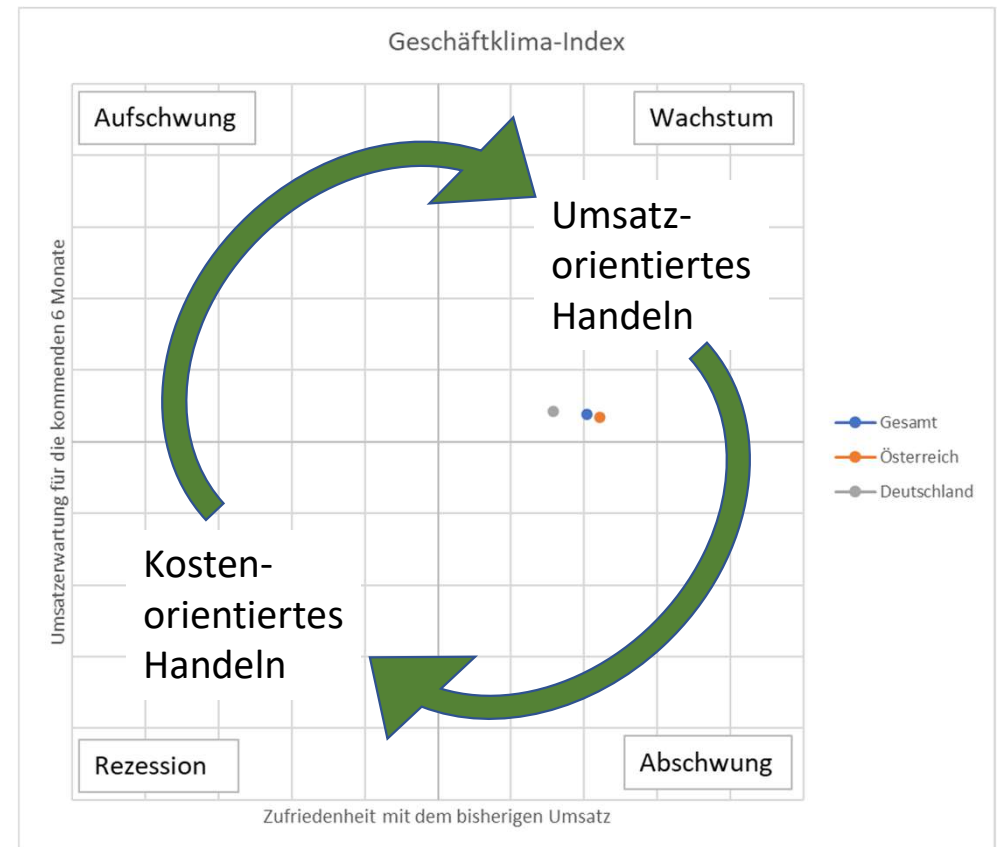 Geschäftklima-Index
Aufschwung
Wachstum
Umsatz-
orientiertes
Handeln
Umsatzerwartung für die kommenden 6 Monate
Gesamt
Österreich
Deutschland
Kosten-
orientiertes
Handeln
Rezession
Abschwung
Zufriedenheit mit dem bisherigen Umsatz